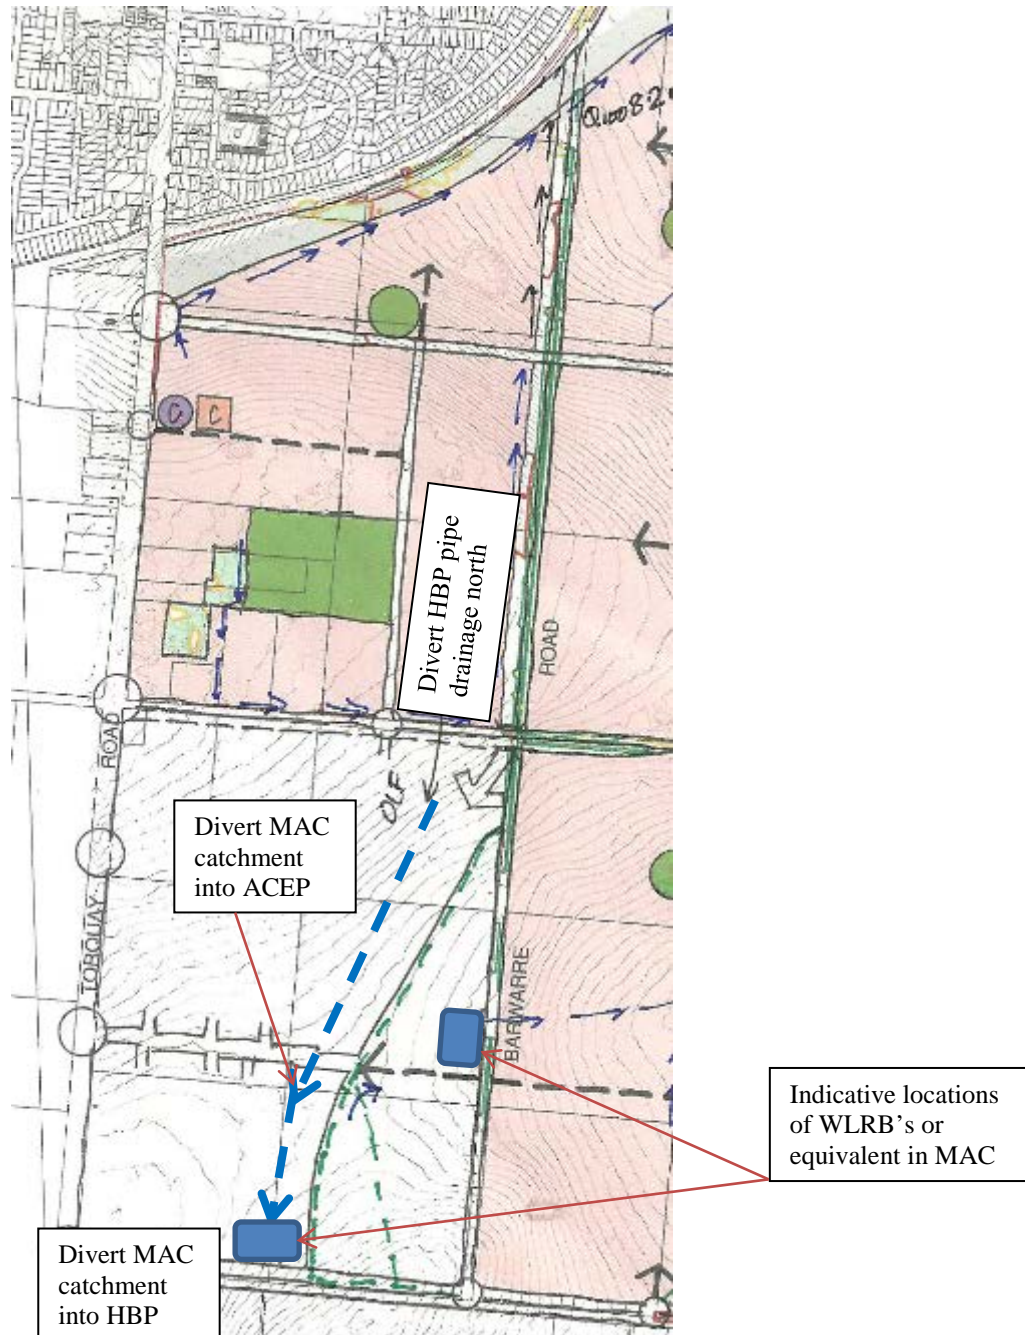 Q10082
C
C
Divert HBP pipe
drainage north
ROAD
ROAD
OLF
Divert MAC
catchment
into ACEP
TORQUAY
BARWARRE
Indicative locations
of WLRB's or
equivalent in MAC
Divert MAC
catchment
into HBP